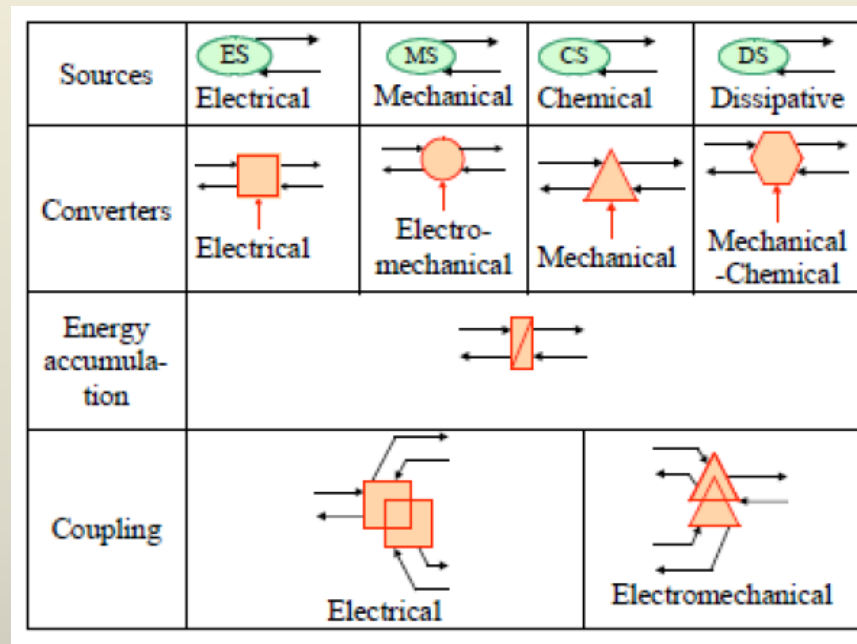 Sources
ES
MS
CS
DS
Electrical
Mechanical
Chemical
Dissipative
Converters
Electrical
Electro-
mechanical
Mechanical
Mechanical
-Chemical
Energy
accumula-
tion
Coupling
Electrical
Electromechanical